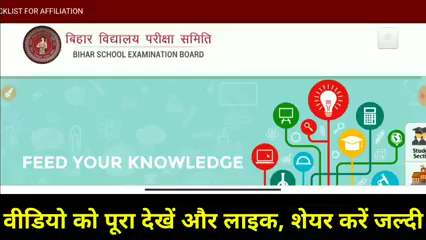 CKLIST FOR AFFILIATION
बिहार विद्यालय परीक्षा समिति
BIHAR SCHOOL EXAMINATION BOARD
FEED YOUR KNOWLEDGE
वीडियो को पूरा देखें और लाइक, शेयर करें जल्दी